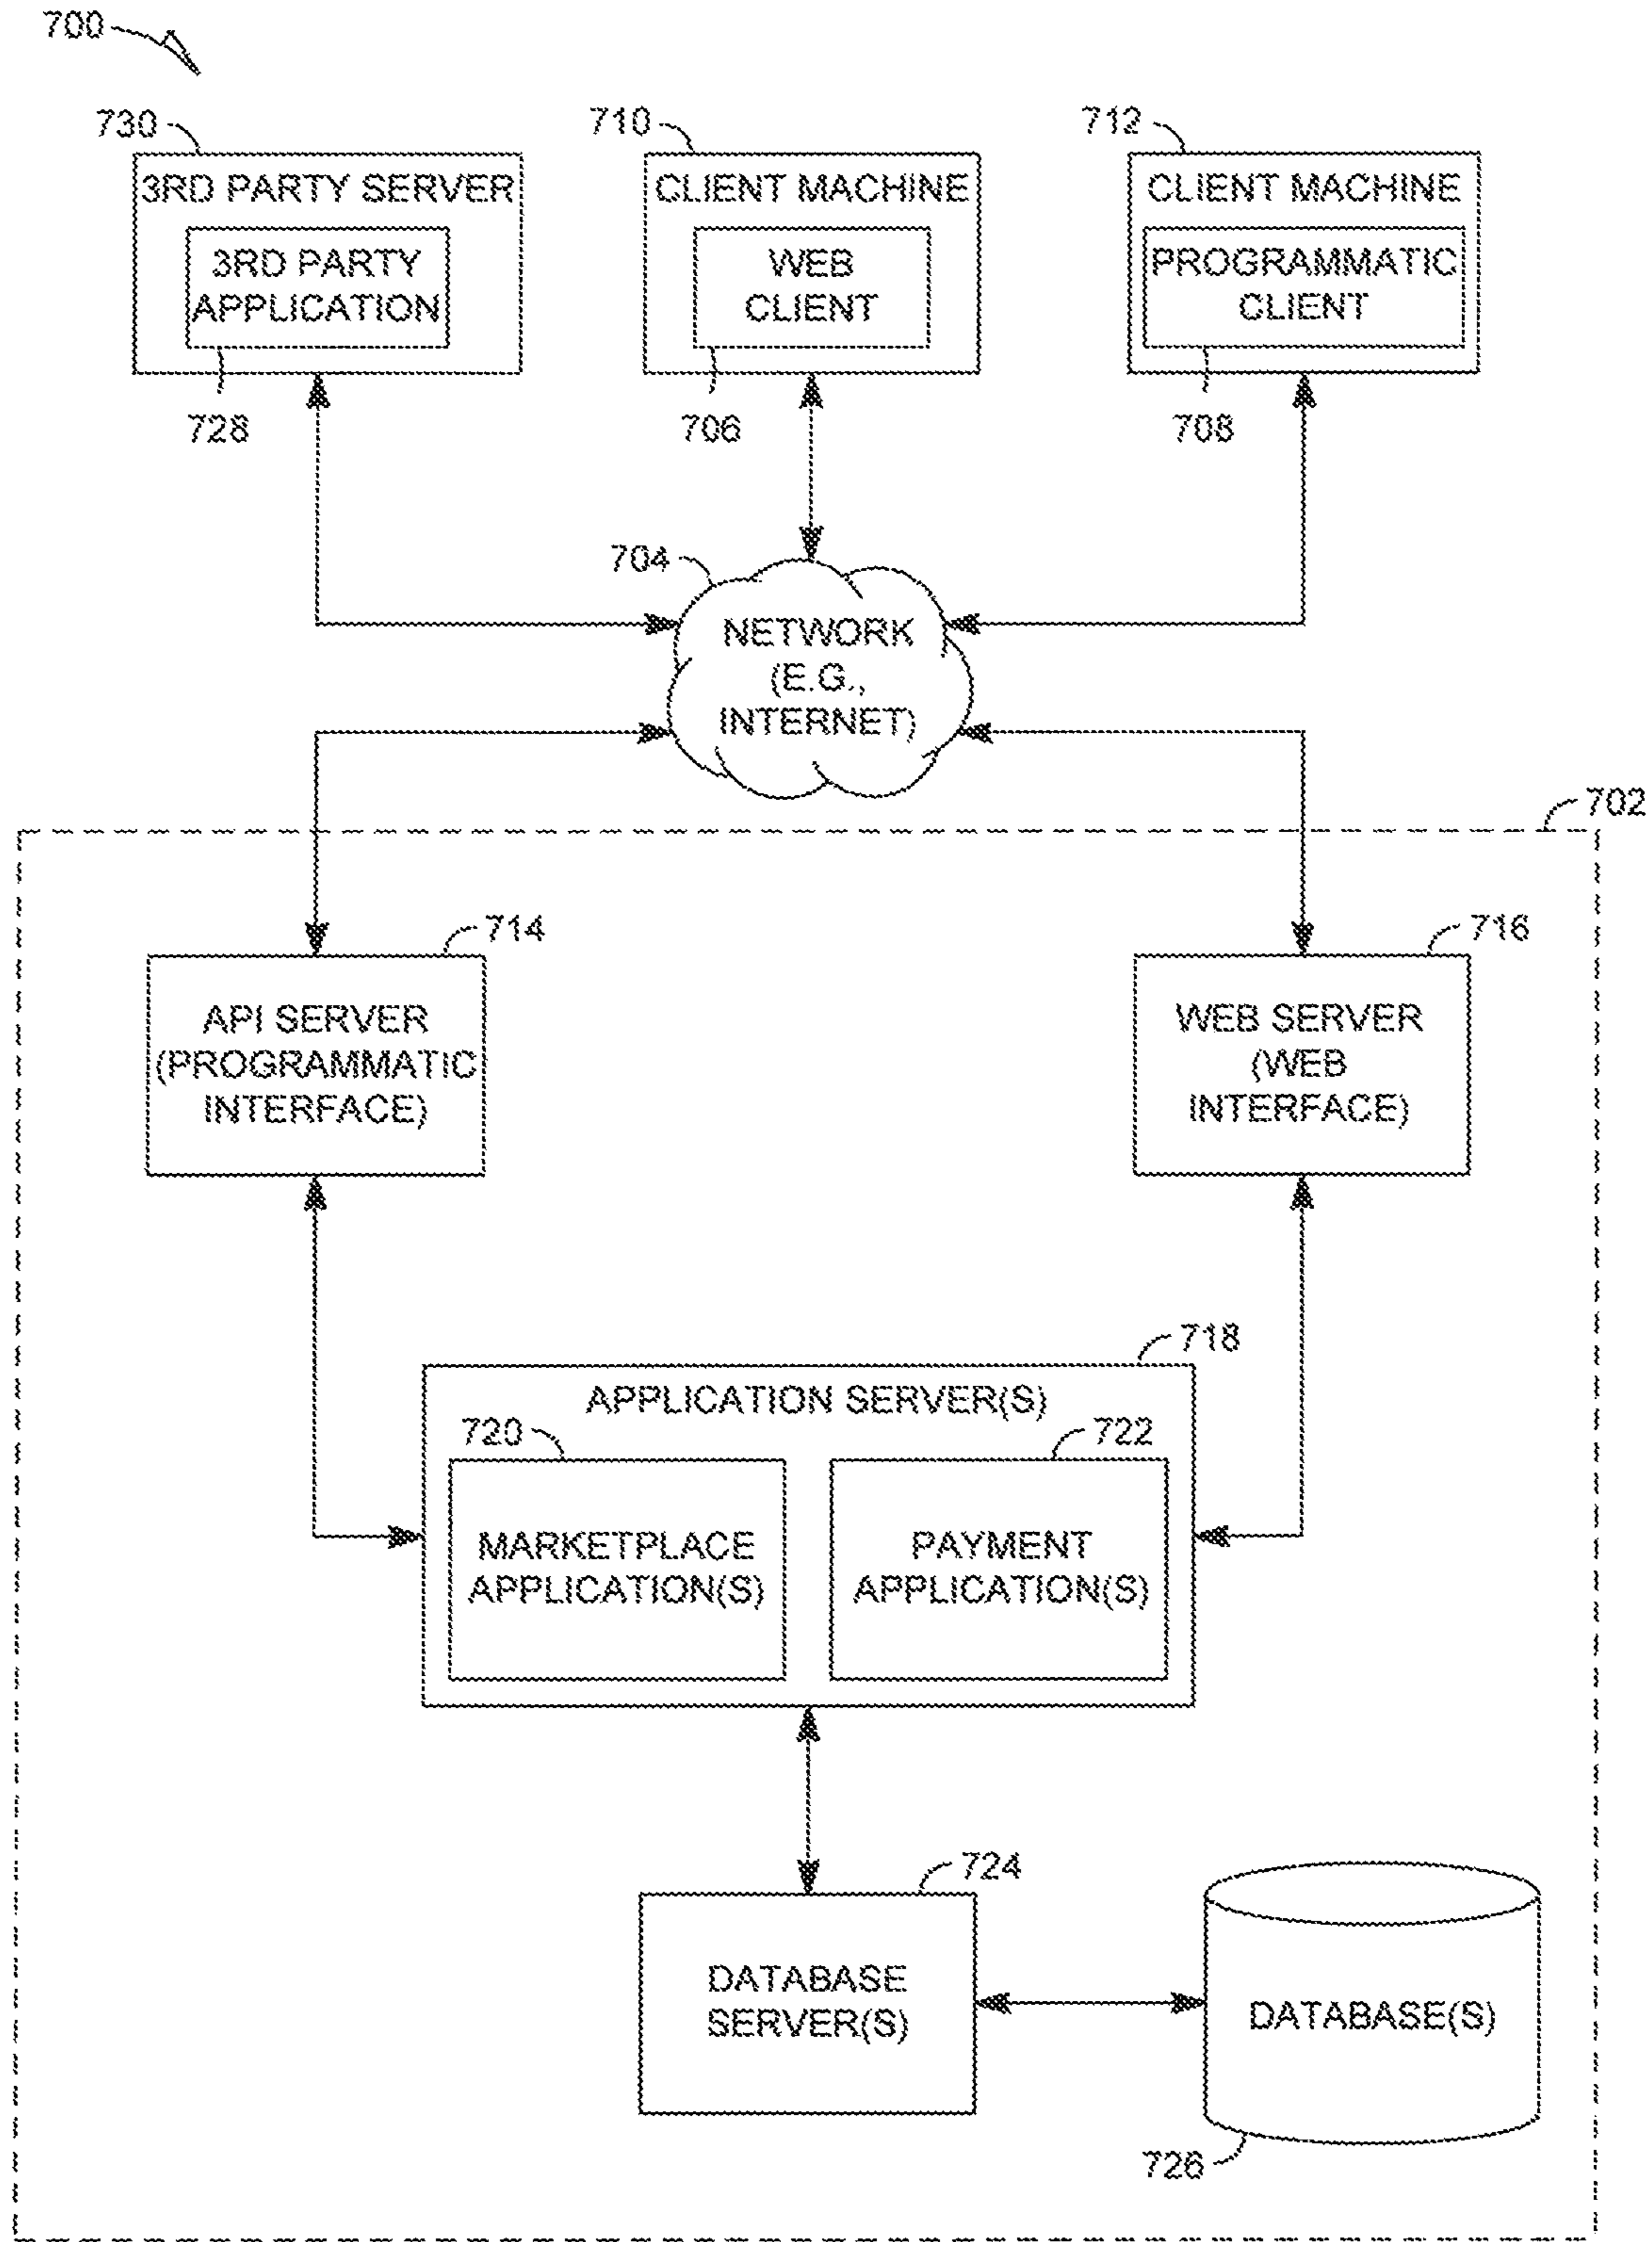 700
730
710
712
3RD PARTY SERVER
CLIENT MACHINE
CLIENT MACHINE
3RD PARTY
APPLICATION
WEB
CLIENT
PROGRAMMATIC
CLIENT
728
706
708
704
NETWORK
(E.G.,
INTERNET)
702
714
716
API SERVER
(PROGRAMMATIC
INTERFACE)
WEB SERVER
(WEB
INTERFACE)
718
APPLICATION SERVER(S)
720
722
MARKETPLACE
APPLICATION(S)
PAYMENT
APPLICATION(S)
724
DATABASE
SERVER(S)
DATABASE(S)
726